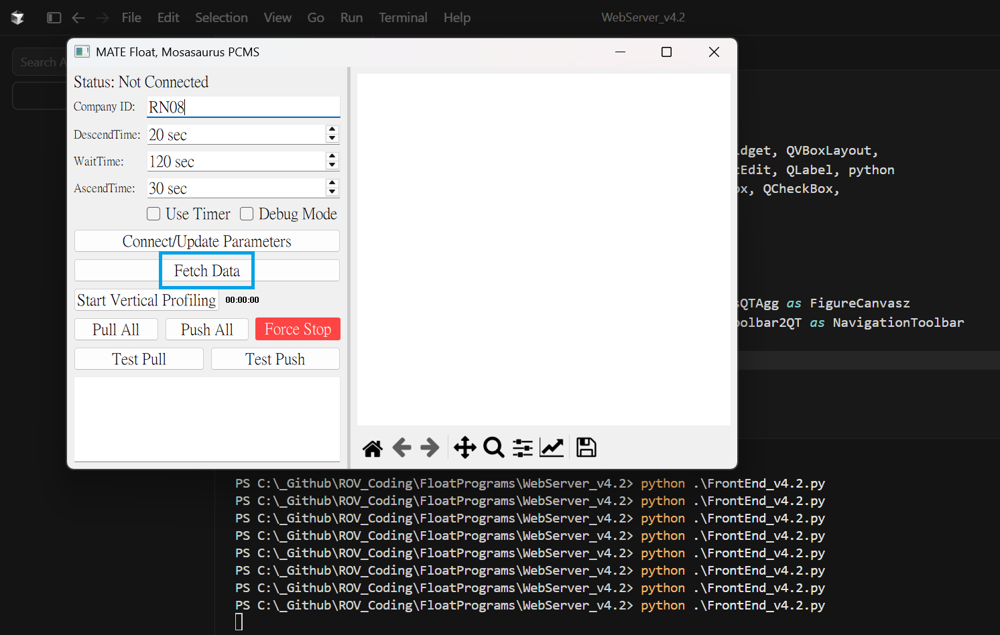 File Edit Selection View Go Run Terminal Help WebServer_v4.2
Search A
MATE Float, Mosasaurus PCMS
Status: Not Connected
Company ID: RN08
DescendTime: 20 sec
WaitTime: 120 sec
AscendTime: 30 sec
Use Timer Debug Mode
Connect/Update Parameters
Fetch Data
Start Vertical Profiling 00:00:00
Pull All Push All Force Stop
Test Pull Test Push
idget, QVBoxLayout,
tEdit, QLabel, python
ox, QCheckBox,
sQTAgg as FigureCanvasz
oolbar2QT as NavigationToolbar
PS C:\_Github\ROV_Coding\FloatPrograms\WebServer_v4.2> python .\FrontEnd_v4.2.py
PS C:\_Github\ROV_Coding\FloatPrograms\WebServer_v4.2> python .\FrontEnd_v4.2.py
PS C:\_Github\ROV_Coding\FloatPrograms\WebServer_v4.2> python .\FrontEnd_v4.2.py
PS C:\_Github\ROV_Coding\FloatPrograms\WebServer_v4.2> python .\FrontEnd_v4.2.py
PS C:\_Github\ROV_Coding\FloatPrograms\WebServer_v4.2> python .\FrontEnd_v4.2.py
PS C:\_Github\ROV_Coding\FloatPrograms\WebServer_v4.2> python .\FrontEnd_v4.2.py
PS C:\_Github\ROV_Coding\FloatPrograms\WebServer_v4.2> python .\FrontEnd_v4.2.py
PS C:\_Github\ROV_Coding\FloatPrograms\WebServer_v4.2> python .\FrontEnd_v4.2.py